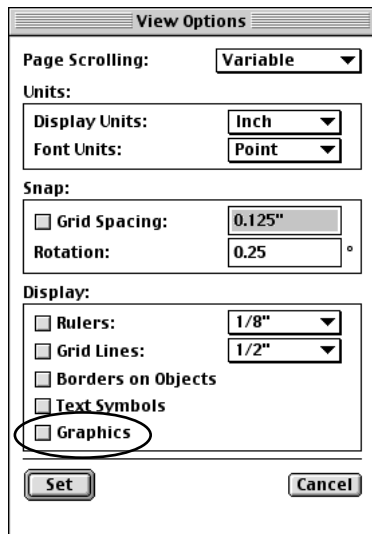 View Options
Page Scrolling: Variable
Units:
Display Units: Inch
Font Units: Point
Snap:
Grid Spacing: 0.125"
Rotation: 0.25 °
Display:
Rulers: 1/8"
Grid Lines: 1/2"
Borders on Objects
Text Symbols
Graphics
Set Cancel